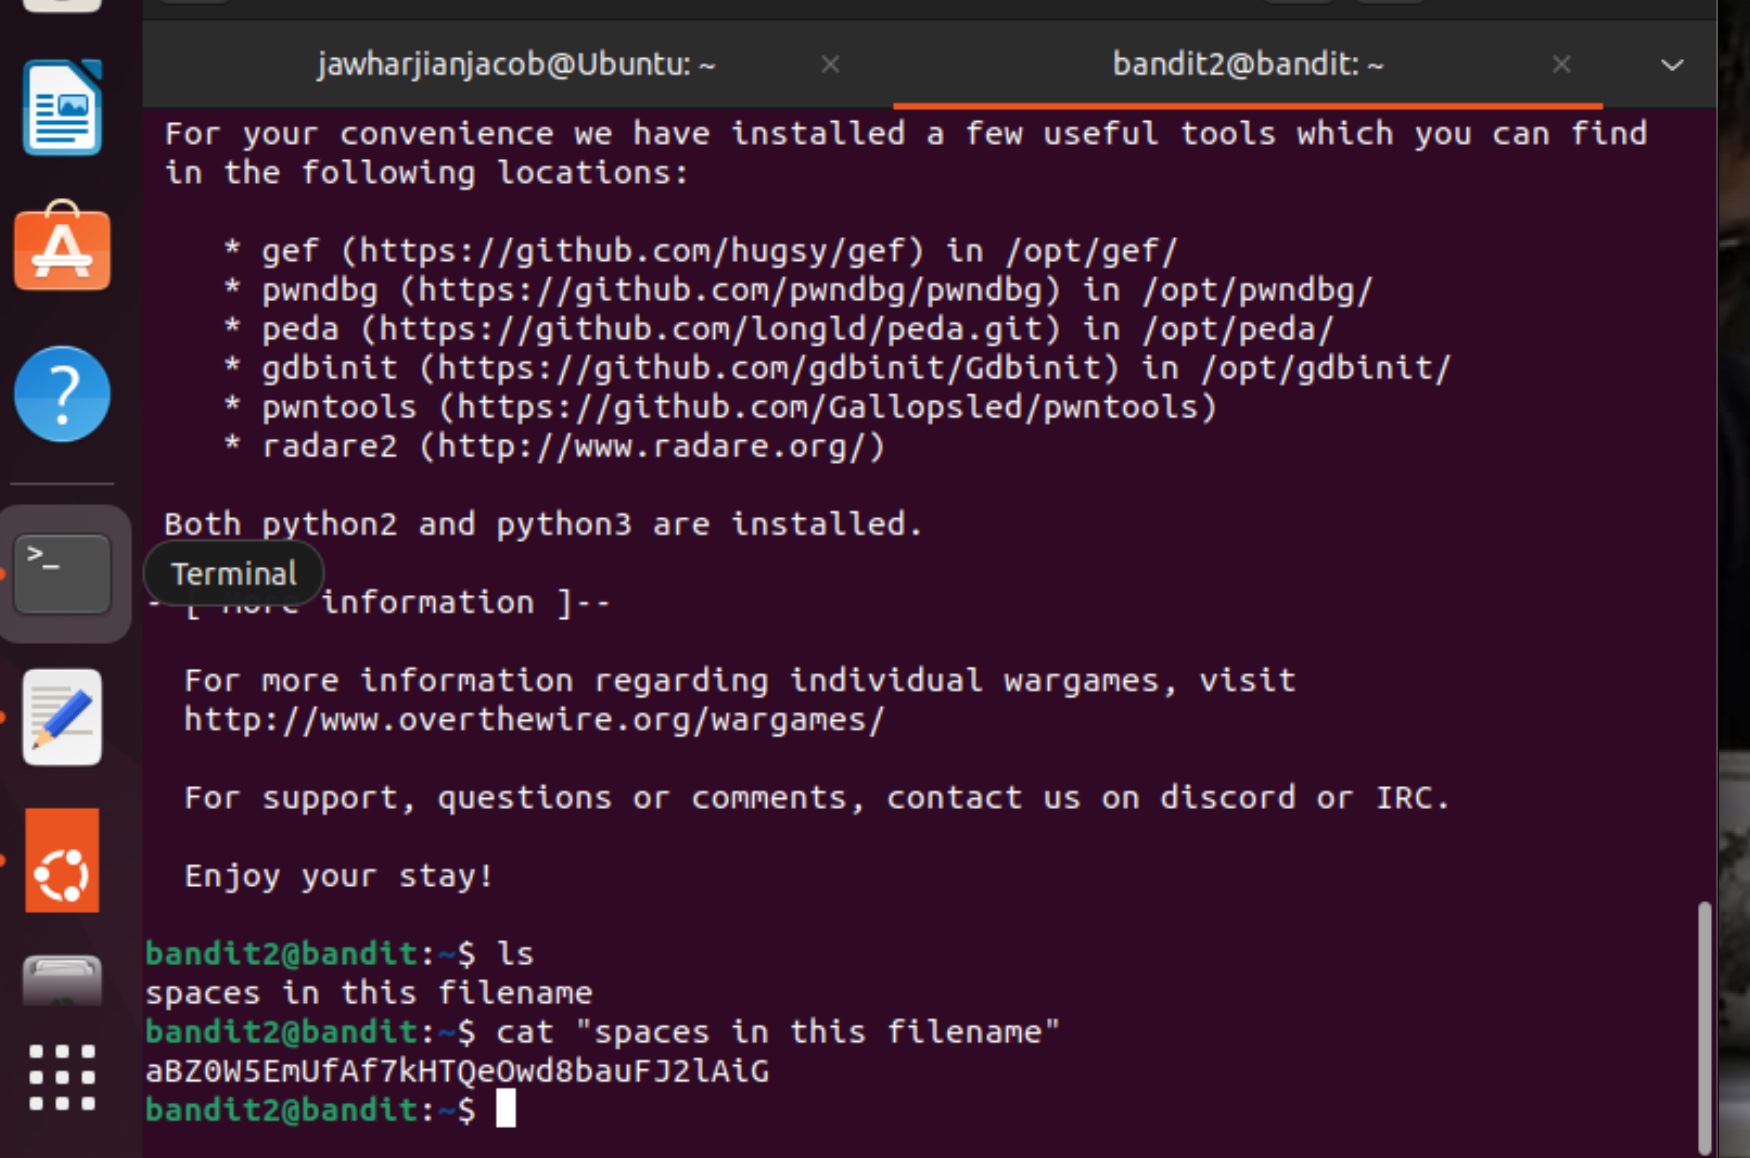 jawharjianjacob@Ubuntu: ~
bandit2@bandit: ~
For your convenience we have installed a few useful tools which you can find
in the following locations:
* gef (https://github.com/hugsy/gef) in /opt/gef/
* pwndbg (https://github.com/pwndbg/pwndbg) in /opt/pwndbg/
* peda (https://github.com/longld/peda.git) in /opt/peda/
* gdbinit (https://github.com/gdbinit/Gdbinit) in /opt/gdbinit/
* pwntools (https://github.com/Gallopsled/pwntools)
* radare2 (http://www.radare.org/)
Both python2 and python3 are installed.
Terminal
--[ More information ]--
For more information regarding individual wargames, visit
http://www.overthewire.org/wargames/
For support, questions or comments, contact us on discord or IRC.
Enjoy your stay!
bandit2@bandit:~$ ls
spaces in this filename
bandit2@bandit:~$ cat "spaces in this filename"
aBZ0W5EmUfAf7kHTQeOwd8bauFJ2lAiG
bandit2@bandit:~$